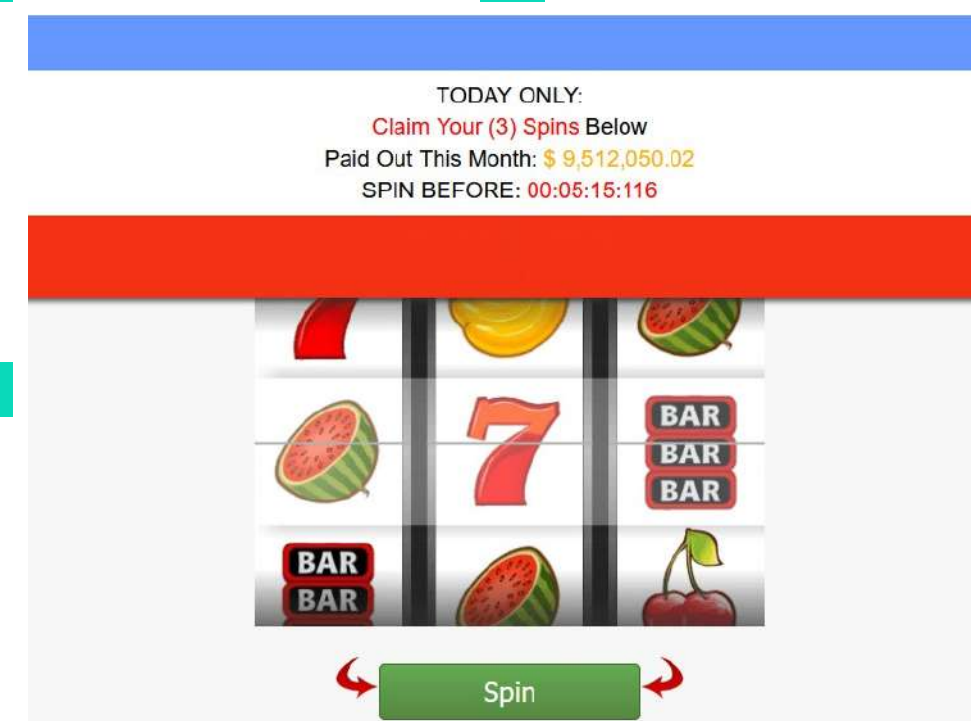 TODAY ONLY:
Claim Your (3) Spins Below
Paid Out This Month: $ 9,512,050.02
SPIN BEFORE: 00:05:15:116
BAR
BAR
BAR
BAR
BAR
Spin